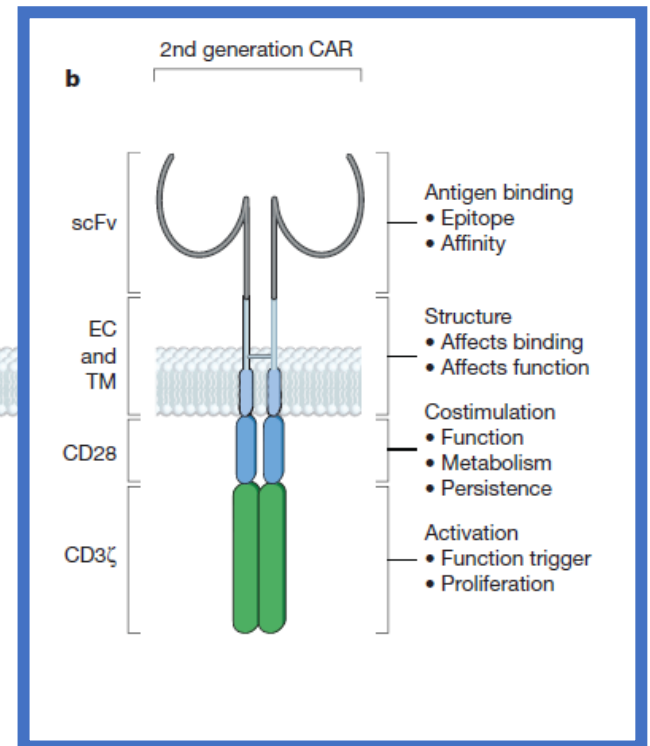 2nd generation CAR
b
scFv
Antigen binding
• Epitope
• Affinity
EC
and
TM
Structure
• Affects binding
• Affects function
CD28
Costimulation
• Function
• Metabolism
• Persistence
CD3ζ
Activation
• Function trigger
• Proliferation